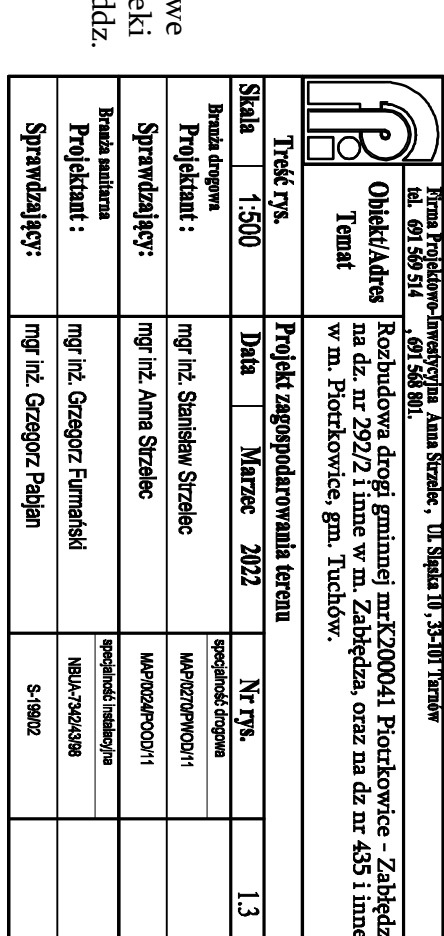 we
eki
ddz.
Firma Projektowo-Inwestycyjna Anna Strzelec , Ul. Śląska 10 , 33-101 Tarnów
tel. 691 569 514 , 691 568 801.
Obiekt/Adres
Temat
Rozbudowa drogi gminnej mrK200041 Piotrkowice - Zabłędz
na dz. nr 292/2 i inne w m. Zabłędza, oraz na dz nr 435 i inne
w m. Piotrkowice, gm. Tuchów.
Treść rys.
Projekt zagospodarowania terenu
Skala 1:500 Data Marzec 2022 Nr rys. 1.3
Branża drogowa
Projektant :
mgr inż. Stanisław Strzelec
specjalność drogowa
MAP/0270/PWOD/11
Sprawdzający:
mgr inż. Anna Strzelec
MAP/0024/POOD/11
Branża sanitarna
Projektant :
mgr inż. Grzegorz Furmański
specjalność instalacyjna
NBUA-7342/43/98
Sprawdzający:
mgr inż. Grzegorz Pabjan
S-199/02